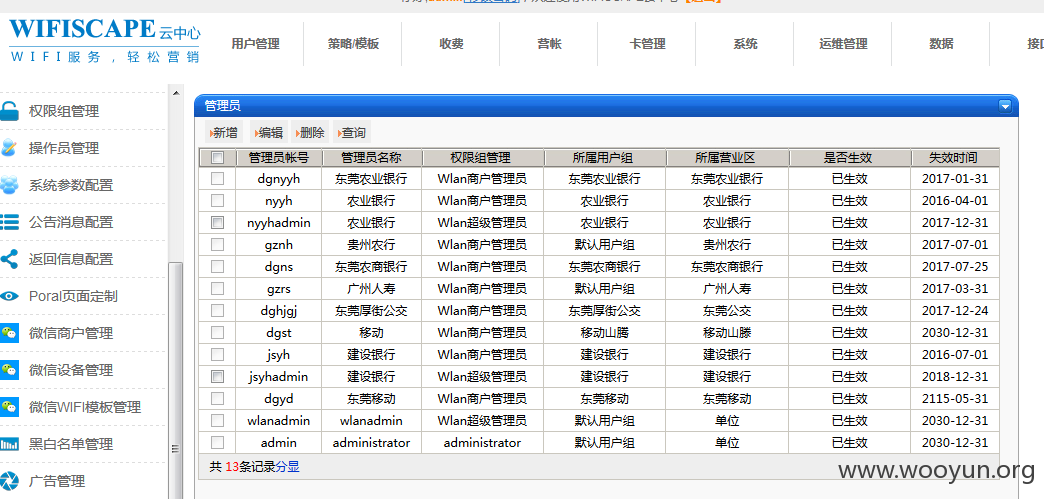 WIFISCAPE 云中心
WIFI服务，轻松营销
用户管理 策略/模板 收费 营帐 卡管理 系统 运维管理 数据
权限组管理
操作员管理
系统参数配置
公告消息配置
返回信息配置
Poral页面定制
微信商户管理
微信设备管理
微信WIFI模板管理
黑白名单管理
广告管理
管理员
新增 编辑 删除 查询
管理员帐号 管理员名称 权限组管理 所属用户组 所属营业区 是否生效 失效时间
dgnyyh 东莞农业银行 Wlan商户管理员 东莞农业银行 东莞农业银行 已生效 2017-01-31
nyyh 农业银行 Wlan商户管理员 农业银行 农业银行 已生效 2016-04-01
nyyhadmin 农业银行 Wlan超级管理员 农业银行 农业银行 已生效 2017-12-31
gznh 贵州农行 Wlan商户管理员 默认用户组 贵州农行 已生效 2017-07-01
dgns 东莞农商银行 Wlan商户管理员 东莞农商银行 东莞农商银行 已生效 2017-07-25
gzrs 广州人寿 Wlan商户管理员 默认用户组 广州人寿 已生效 2017-03-31
dghjgj 东莞厚街公交 Wlan商户管理员 东莞厚街公交 东莞公交 已生效 2017-12-24
dgst 移动 Wlan商户管理员 移动山腾 移动山滕 已生效 2030-12-31
jsyh 建设银行 Wlan商户管理员 建设银行 建设银行 已生效 2016-07-01
jsyhadmin 建设银行 Wlan超级管理员 建设银行 建设银行 已生效 2018-12-31
dgyd 东莞移动 Wlan商户管理员 东莞移动 东莞移动 已生效 2115-05-31
wlanadmin wlanadmin Wlan超级管理员 默认用户组 单位 已生效 2030-12-31
admin administrator administrator 默认用户组 单位 已生效 2030-12-31
共 13条记录分显
www.wooyun.org